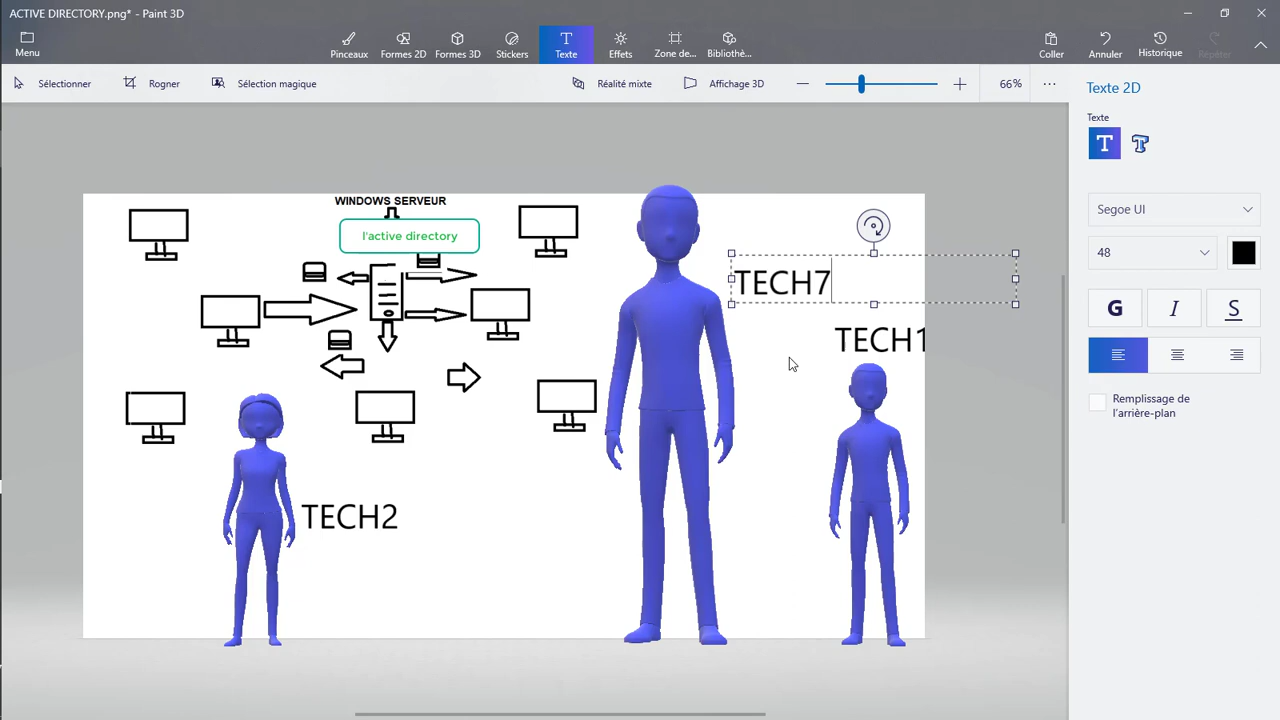 ACTIVE DIRECTORY.png* - Paint 3D
Menu
Pinceaux
Formes 2D
Formes 3D
Stickers
Texte
Effets
Zone de...
Bibliothè...
Coller
Annuler
Historique
Répéter
Sélectionner
Rogner
Sélection magique
Réalité mixte
Affichage 3D
66%
Texte 2D
Texte
Segoe UI
48
G
I
S
Remplissage de
l'arrière-plan
WINDOWS SERVEUR
l'active directory
TECH7
TECH1
TECH2